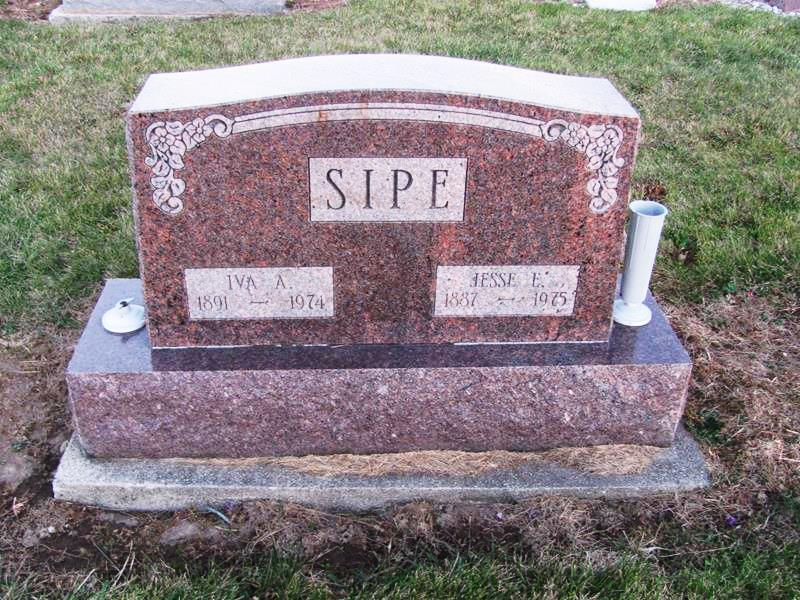 SIPE
IVA A.
1891 — 1974
JESSE E.
1887 — 1975